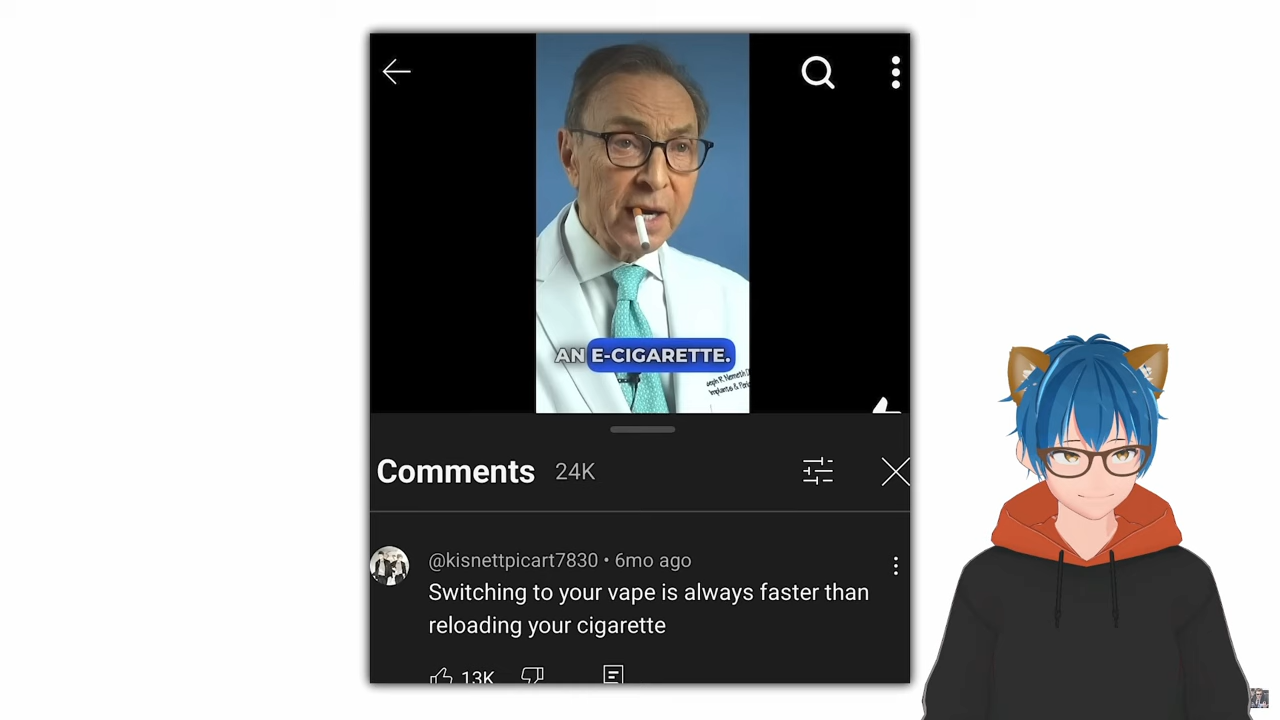 AN E-CIGARETTE.
Comments 24K
@kisnettpicart7830 • 6mo ago
Switching to your vape is always faster than
reloading your cigarette
13K